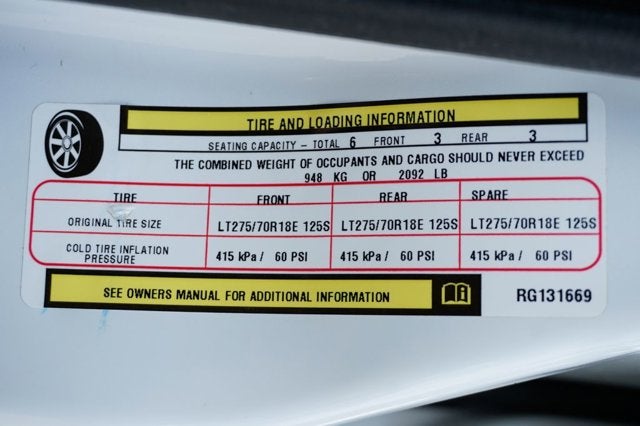 TIRE AND LOADING INFORMATION
SEATING CAPACITY - TOTAL 6 FRONT 3 REAR 3
THE COMBINED WEIGHT OF OCCUPANTS AND CARGO SHOULD NEVER EXCEED
948 KG OR 2092 LB
TIRE FRONT REAR SPARE
ORIGINAL TIRE SIZE LT275/70R18E 125S LT275/70R18E 125S LT275/70R18E 125S
COLD TIRE INFLATION
PRESSURE 415 kPa / 60 PSI 415 kPa / 60 PSI 415 kPa / 60 PSI
SEE OWNERS MANUAL FOR ADDITIONAL INFORMATION RG131669